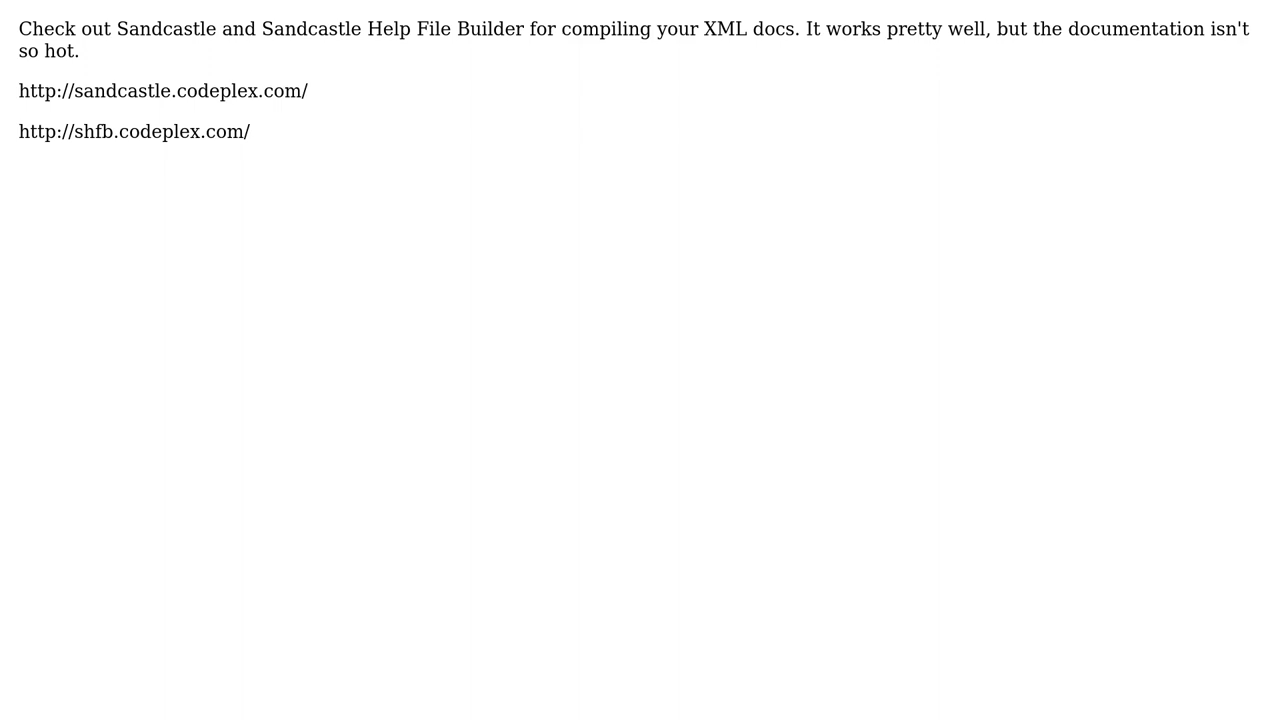 Check out Sandcastle and Sandcastle Help File Builder for compiling your XML docs. It works pretty well, but the documentation isn't
so hot.
http://sandcastle.codeplex.com/
http://shfb.codeplex.com/